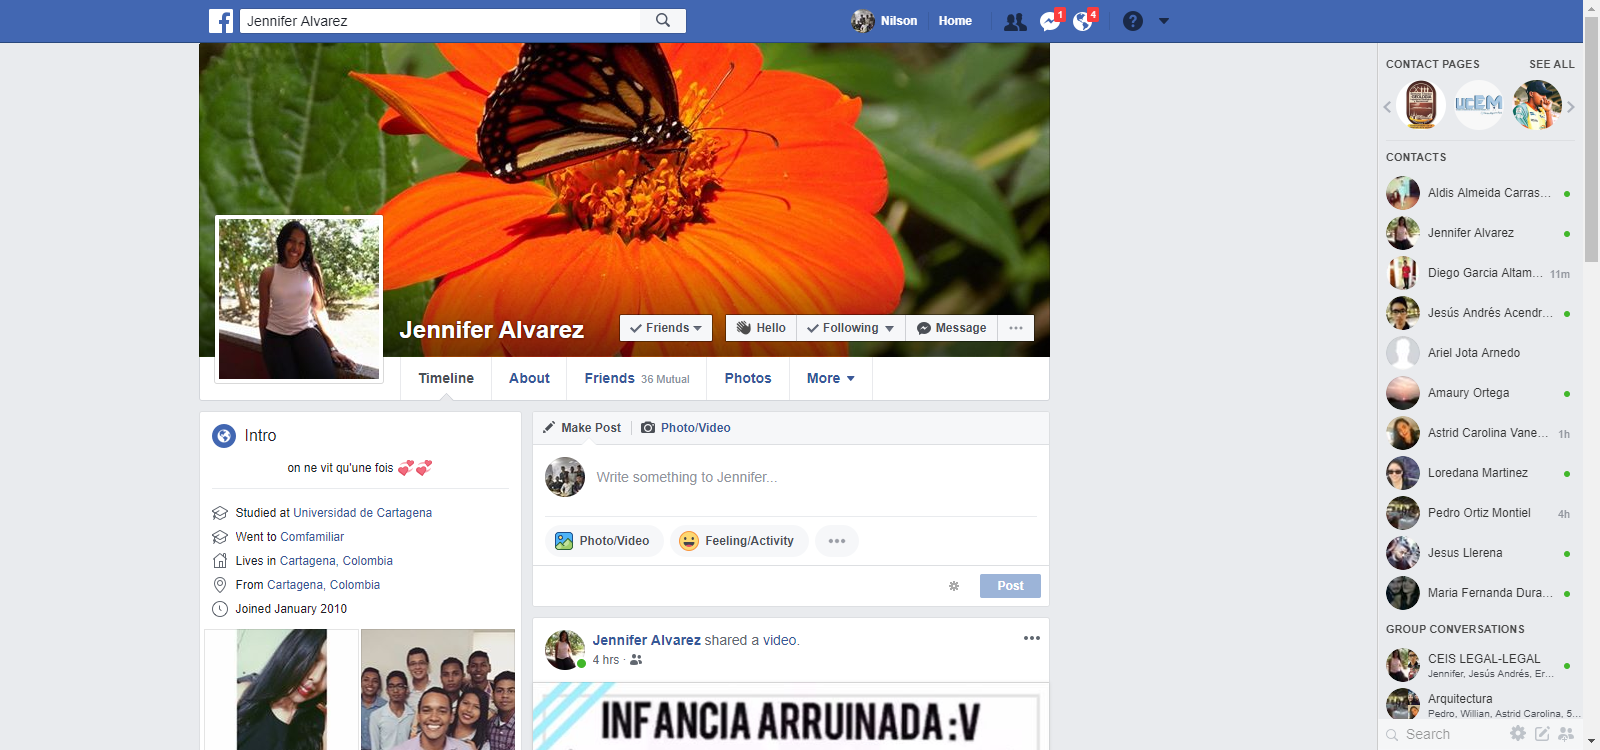 Jennifer Alvarez
Nilson
Home
1
4
?
Jennifer Alvarez
Friends
Hello
Following
Message
Timeline
About
Friends 36 Mutual
Photos
More
Intro
on ne vit qu'une fois
Studied at Universidad de Cartagena
Went to Comfamiliar
Lives in Cartagena, Colombia
From Cartagena, Colombia
Joined January 2010
Make Post
Photo/Video
Write something to Jennifer...
Photo/Video
Feeling/Activity
Post
Jennifer Alvarez shared a video.
4 hrs ·
INFANCIA ARRUINADA :V
CONTACT PAGES
SEE ALL
UCEM
CONTACTS
Aldis Almeida Carras...
Jennifer Alvarez
Diego Garcia Altam... 11m
Jesús Andrés Acendr...
Ariel Jota Arnedo
Amaury Ortega
Astrid Carolina Vane... 1h
Loredana Martinez
Pedro Ortiz Montiel 4h
Jesus Llerena
Maria Fernanda Dura...
GROUP CONVERSATIONS
CEIS LEGAL-LEGAL
Jennifer, Jesús Andrés, Er...
Arquitectura
Pedro, Willian, Astrid Carolina, 5...
Search